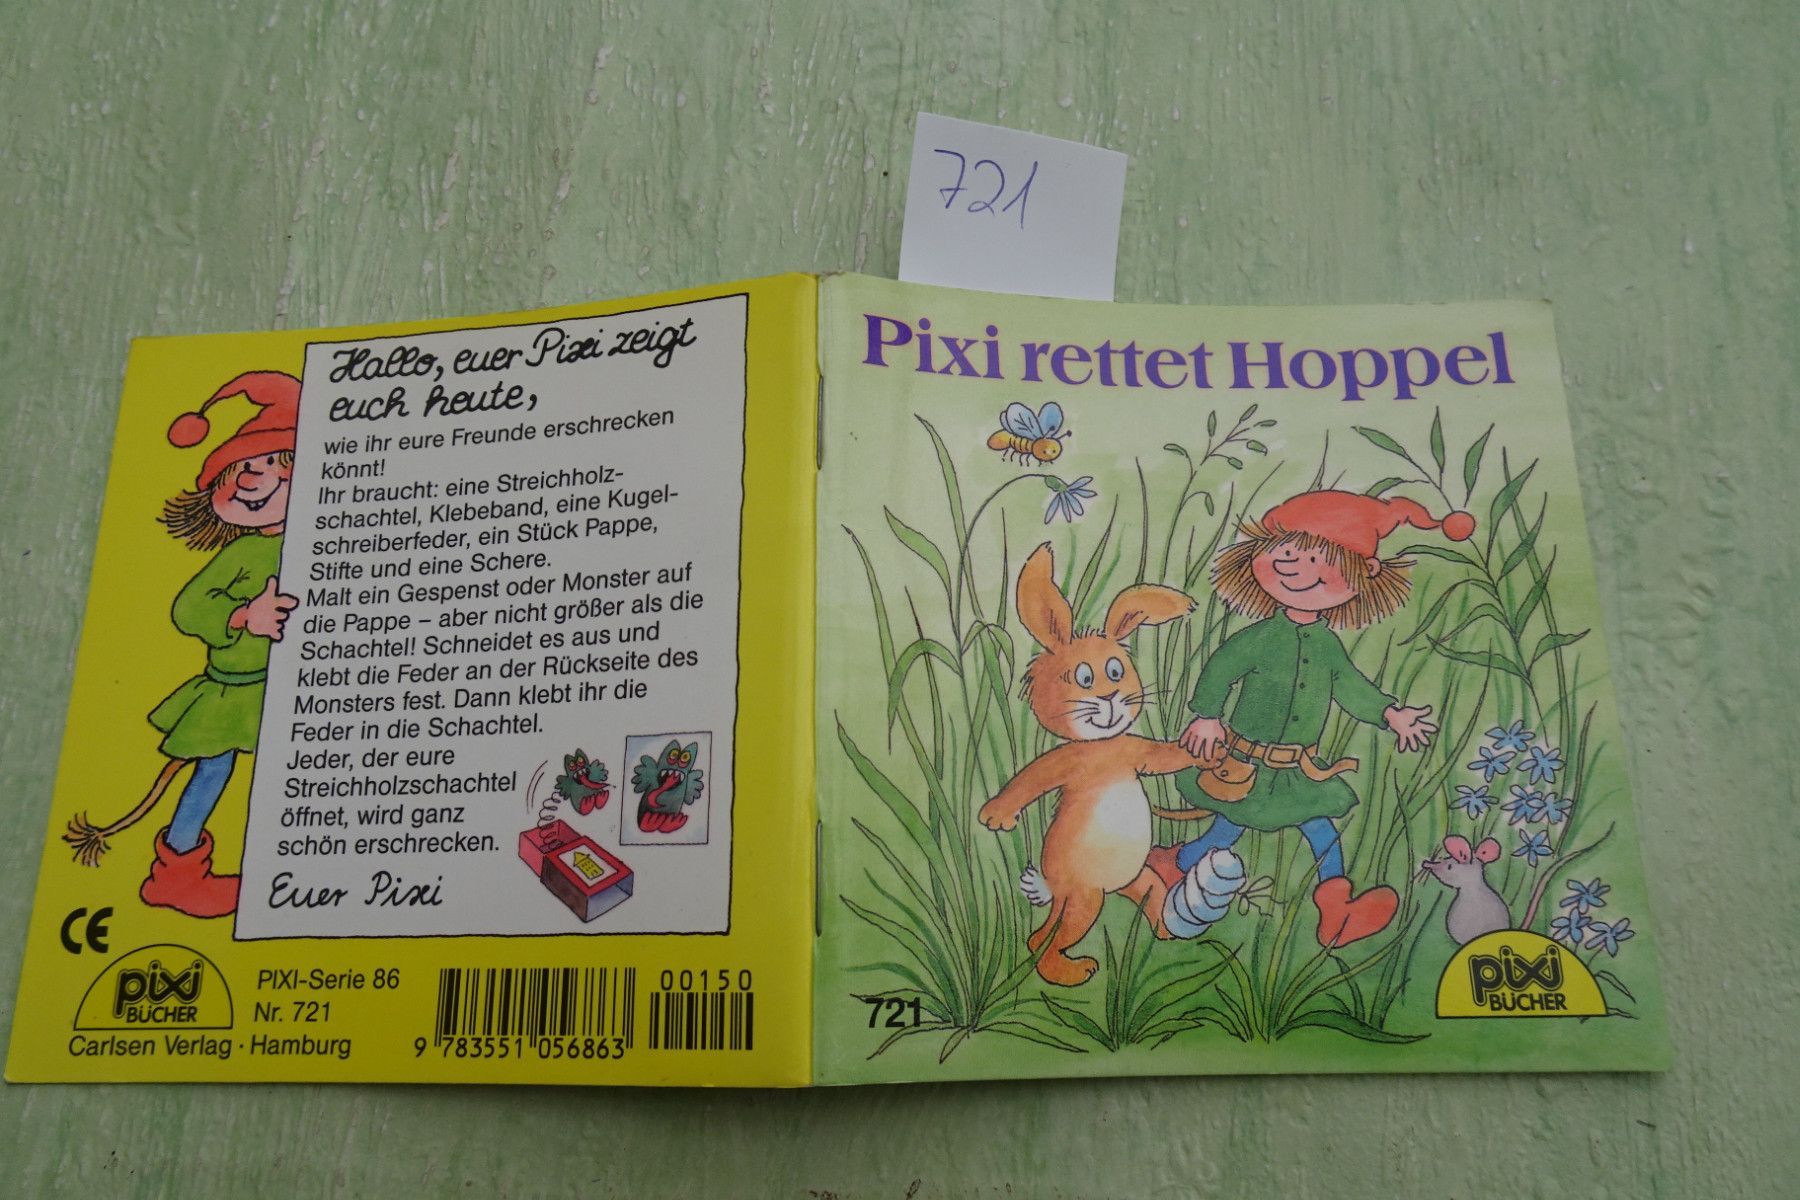 721
Hallo, euer Pixi zeigt
euch heute,
wie ihr eure Freunde erschrecken
könnt!
Ihr braucht: eine Streichholz-
schachtel, Klebeband, eine Kugel-
schreiberfeder, ein Stück Pappe,
Stifte und eine Schere.
Malt ein Gespenst oder Monster auf
die Pappe – aber nicht größer als die
Schachtel! Schneidet es aus und
klebt die Feder an der Rückseite des
Monsters fest. Dann klebt ihr die
Feder in die Schachtel.
Jeder, der eure
Streichholzschachtel
öffnet, wird ganz
schön erschrecken.
Euer Pixi
CE
pixi
BÜCHER
PIXI-Serie 86
Nr. 721
Carlsen Verlag · Hamburg
00150
9 783551 056863
Pixi rettet Hoppel
721
pixi
BÜCHER